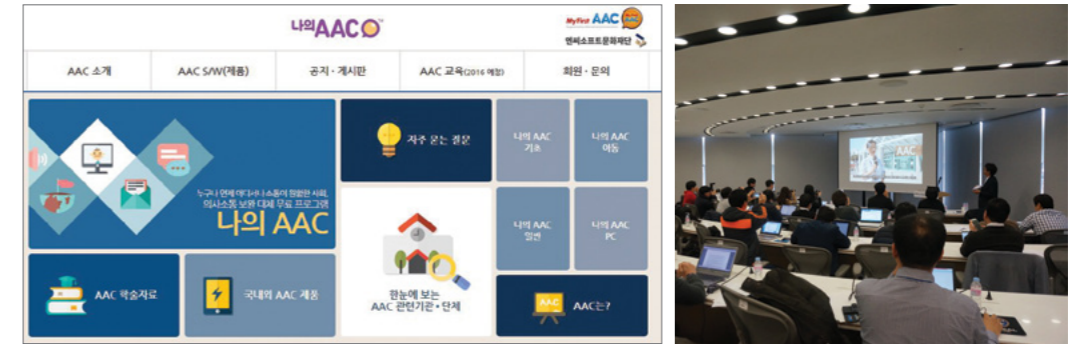 나의AAC
MyFirst AAC
엔씨소프트문화재단
AAC 소개
AAC S/W(제품)
공지 · 게시판
AAC 교육(2016 예정)
회원 · 문의
누구나 언제 어디서나 소통이 원활한 사회,
의사소통 보완 대체 무료 프로그램
나의 AAC
자주 묻는 질문
나의 AAC
기초
나의 AAC
아동
나의 AAC
일반
나의 AAC
PC
한눈에 보는
AAC 관련기관 · 단체
AAC 학술자료
국내외 AAC 제품
AAC
AAC는?
AAC